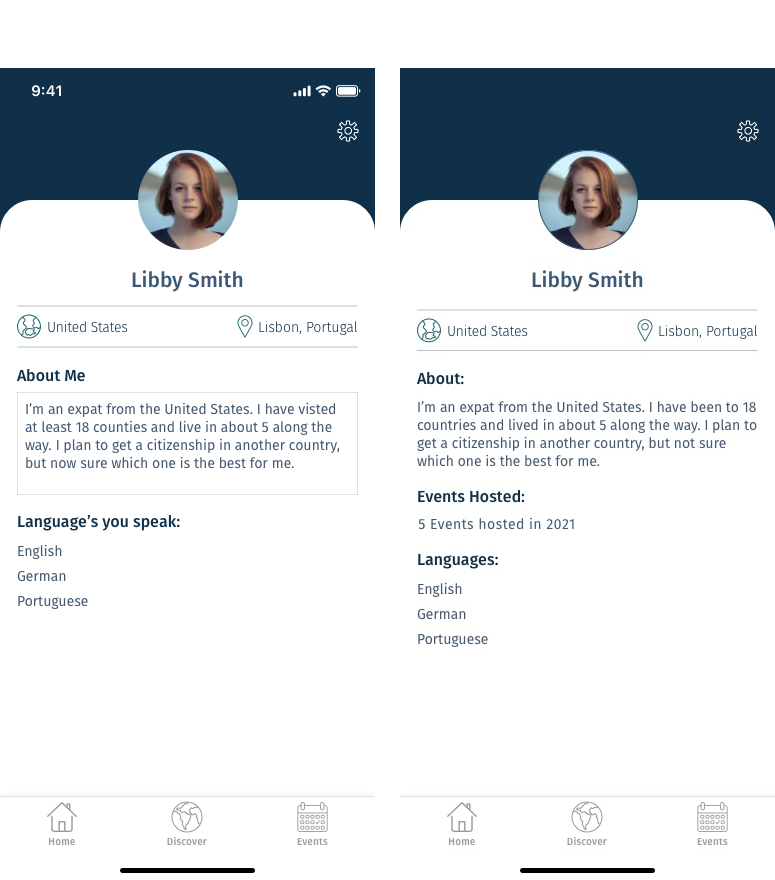 9:41
Libby Smith
United States
Lisbon, Portugal
About Me
I'm an expat from the United States. I have visted
at least 18 counties and live in about 5 along the
way. I plan to get a citizenship in another country,
but now sure which one is the best for me.
Language's you speak:
English
German
Portuguese
Home
Discover
Events
Libby Smith
United States
Lisbon, Portugal
About:
I'm an expat from the United States. I have been to 18
countries and lived in about 5 along the way. I plan to
get a citizenship in another country, but not sure
which one is the best for me.
Events Hosted:
5 Events hosted in 2021
Languages:
English
German
Portuguese
Home
Discover
Events